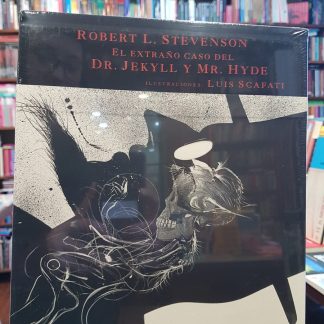 Robert L. Stevenson
El extraño caso del
Dr. Jekyll y Mr. Hyde
Ilustraciones: Luis Scafati